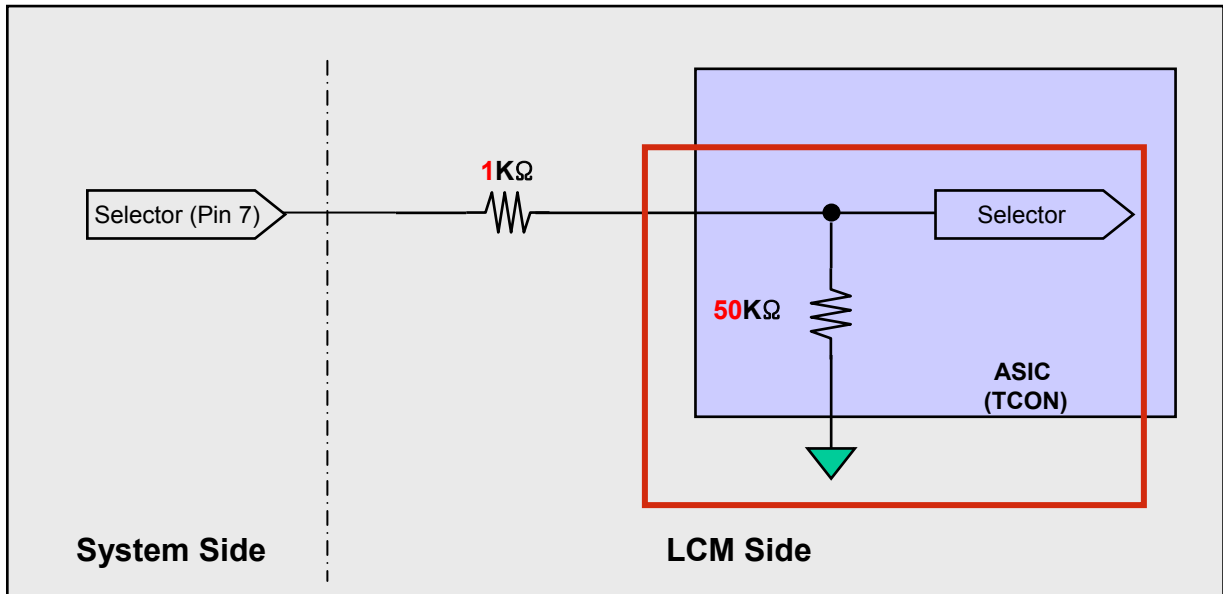 1KΩ
Selector (Pin 7)
Selector
50KΩ
ASIC
(TCON)
System Side
LCM Side